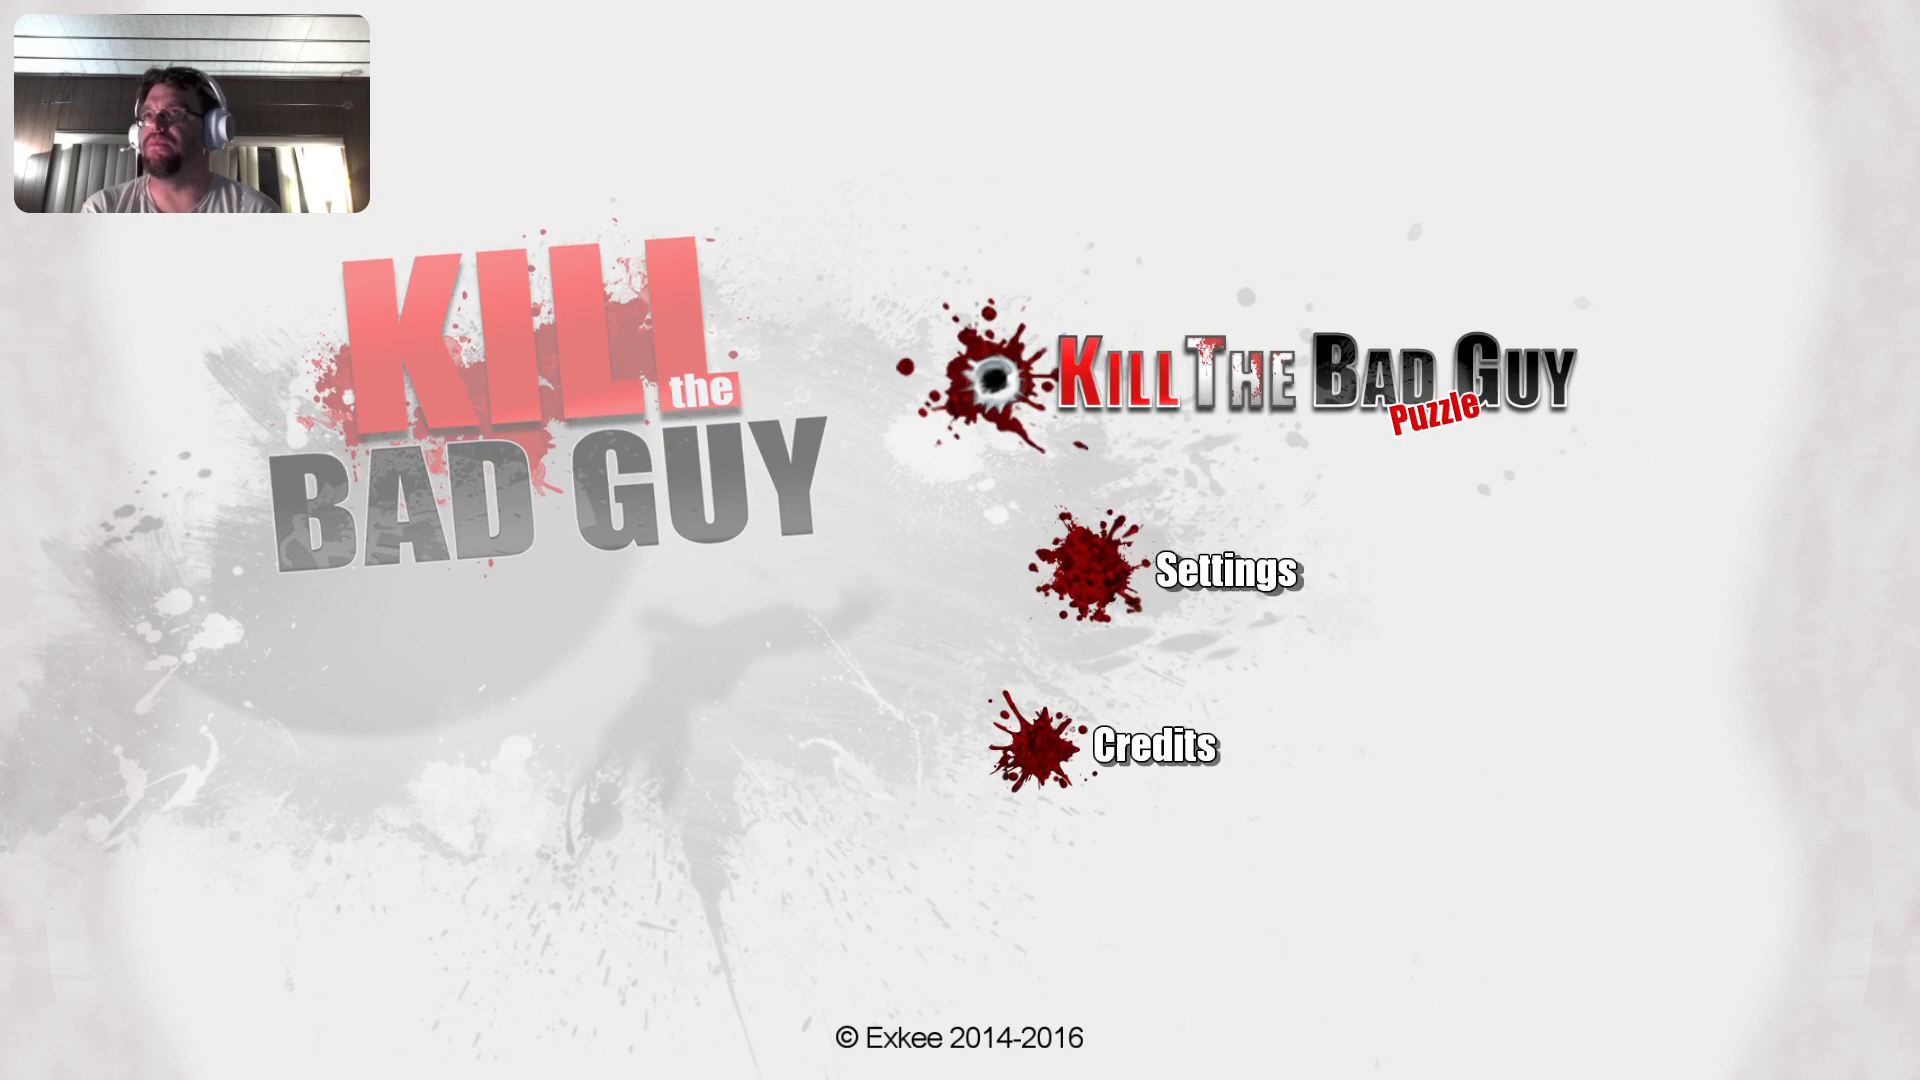 KILL
the
BAD GUY
KILL THE BAD GUY
Puzzle
Settings
Credits
© Exkee 2014-2016